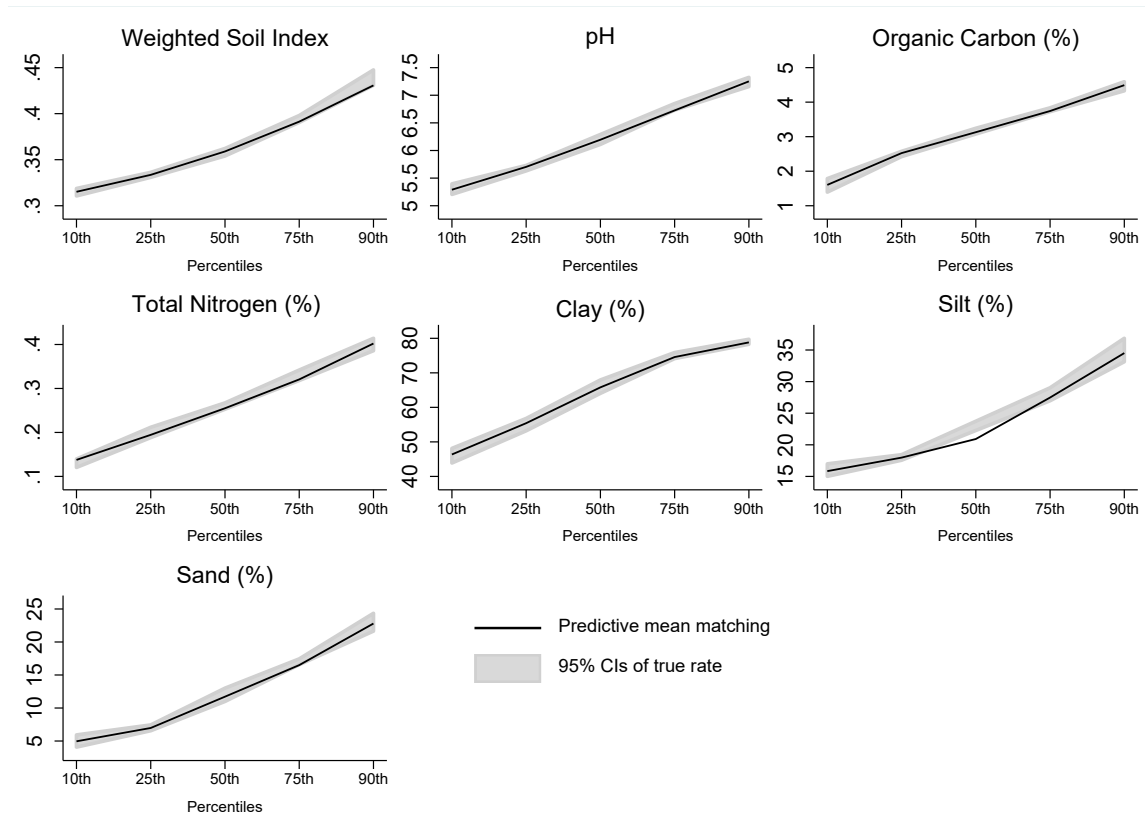 Weighted Soil Index
.45
.4
.35
.3
10th 25th 50th 75th 90th
Percentiles
pH
7.5
7
6.5
6
5.5
5
10th 25th 50th 75th 90th
Percentiles
Organic Carbon (%)
5
4
3
2
1
10th 25th 50th 75th 90th
Percentiles
Total Nitrogen (%)
.4
.3
.2
.1
10th 25th 50th 75th 90th
Percentiles
Clay (%)
80
70
60
50
40
10th 25th 50th 75th 90th
Percentiles
Silt (%)
35
30
25
20
15
10th 25th 50th 75th 90th
Percentiles
Sand (%)
25
20
15
10
5
10th 25th 50th 75th 90th
Percentiles
Predictive mean matching
95% CIs of true rate